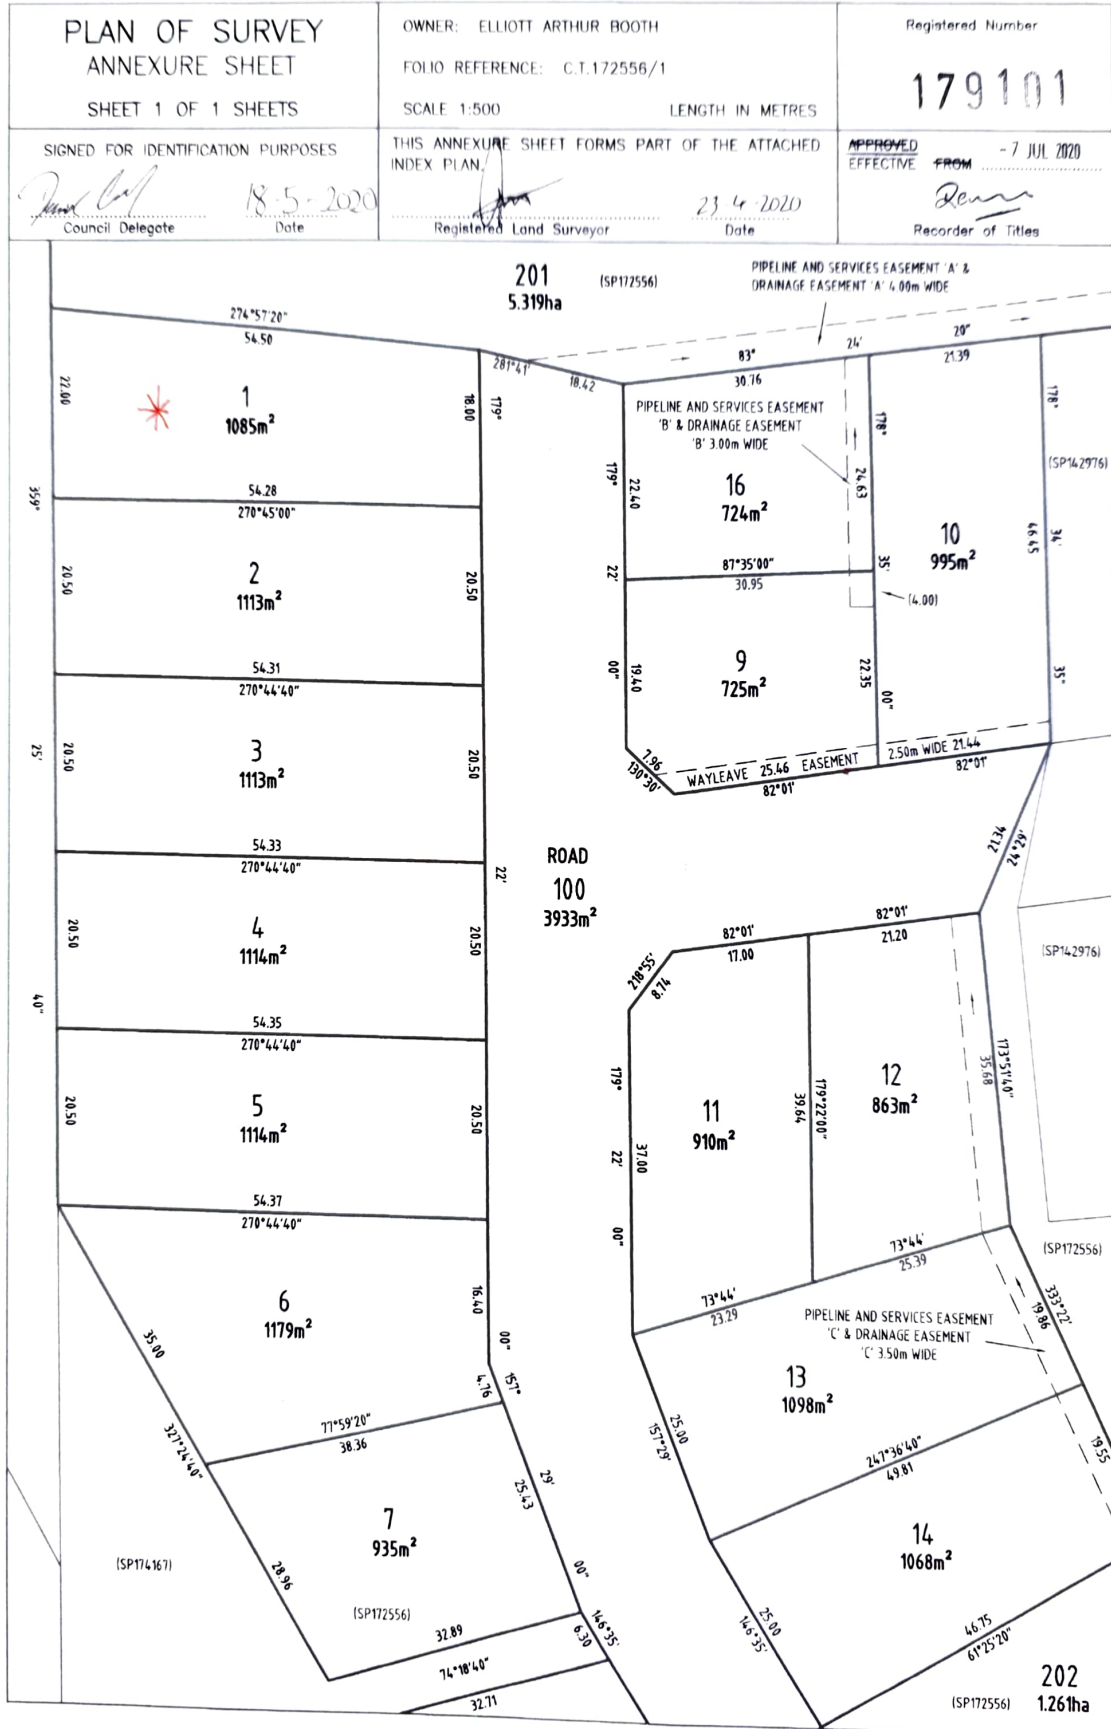 PLAN OF SURVEY
ANNEXURE SHEET
SHEET 1 OF 1 SHEETS
OWNER: ELLIOTT ARTHUR BOOTH
FOLIO REFERENCE: C.T.172556/1
SCALE 1:500 LENGTH IN METRES
Registered Number
179101
SIGNED FOR IDENTIFICATION PURPOSES
18-5-2020
Council Delegate Date
THIS ANNEXURE SHEET FORMS PART OF THE ATTACHED
INDEX PLAN.
23 4 2020
Registered Land Surveyor Date
APPROVED
EFFECTIVE FROM -7 JUL 2020
Recorder of Titles
201
5.319ha
(SP172556)
PIPELINE AND SERVICES EASEMENT 'A' &
DRAINAGE EASEMENT 'A' 4.00m WIDE
274°57'20"
54.50
281°41'
18.42
83°
24'
20"
30.76
21.39
22.00
1
1085m²
18.00
179°
54.28
270°45'00"
359°
PIPELINE AND SERVICES EASEMENT
'B' & DRAINAGE EASEMENT
'B' 3.00m WIDE
179°
22.40
16
724m²
24.63
178°
178°
(SP142976)
10
995m²
46.45
34'
20.50
2
1113m²
20.50
22'
87°35'00"
30.95
35'
(4.00)
54.31
270°44'40"
00"
19.40
9
725m²
22.35
00"
35"
25'
20.50
3
1113m²
20.50
7.96
130°30'
WAYLEAVE 25.46 EASEMENT
2.50m WIDE 21.44
82°01'
82°01'
54.33
270°44'40"
22'
ROAD
100
3933m²
21.34
24°29'
20.50
4
1114m²
20.50
82°01'
17.00
82°01'
21.20
(SP142976)
218°55'
8.74
40"
54.35
270°44'40"
20.50
5
1114m²
20.50
179°
22'
00"
37.00
11
910m²
39.64
179°22'00"
12
863m²
35.68
173°51'40"
54.37
270°44'40"
73°44'
25.39
(SP172556)
6
1179m²
16.40
00"
73°44'
23.29
333°22'
19.86
PIPELINE AND SERVICES EASEMENT
'C' & DRAINAGE EASEMENT
'C' 3.50m WIDE
35.00
327°24'40"
4.76
157°
77°59'20"
38.36
13
1098m²
25.00
157°29'
247°36'40"
49.81
19.55
29'
25.43
7
935m²
14
1068m²
(SP174167)
28.96
(SP172556)
00"
32.89
74°18'40"
146°35'
6.30
25.00
146°35'
46.75
61°25'20"
32.71
202
(SP172556) 1.261ha